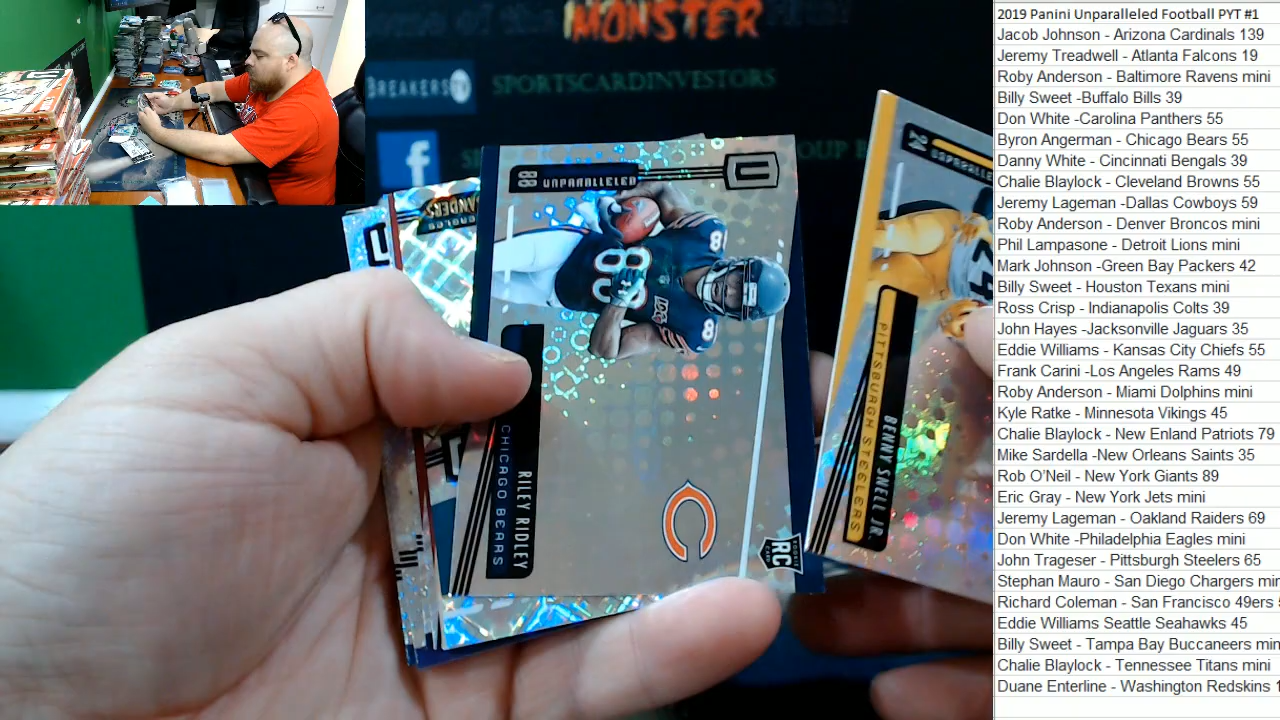 MONSTER
BREAKERS TV
SPORTSCARDINVESTORS
f
88 UNPARALLELED U
88
8
RILEY RIDLEY
CHICAGO BEARS
C
RC
24
BENNY SNELL JR.
PITTSBURGH STEELERS
2019 Panini Unparalleled Football PYT #1
Jacob Johnson - Arizona Cardinals 139
Jeremy Treadwell - Atlanta Falcons 19
Roby Anderson - Baltimore Ravens mini
Billy Sweet -Buffalo Bills 39
Don White -Carolina Panthers 55
Byron Angerman - Chicago Bears 55
Danny White - Cincinnati Bengals 39
Chalie Blaylock - Cleveland Browns 55
Jeremy Lageman -Dallas Cowboys 59
Roby Anderson - Denver Broncos mini
Phil Lampasone - Detroit Lions mini
Mark Johnson -Green Bay Packers 42
Billy Sweet - Houston Texans mini
Ross Crisp - Indianapolis Colts 39
John Hayes -Jacksonville Jaguars 35
Eddie Williams - Kansas City Chiefs 55
Frank Carini -Los Angeles Rams 49
Roby Anderson - Miami Dolphins mini
Kyle Ratke - Minnesota Vikings 45
Chalie Blaylock - New Enland Patriots 79
Mike Sardella -New Orleans Saints 35
Rob O'Neil - New York Giants 89
Eric Gray - New York Jets mini
Jeremy Lageman - Oakland Raiders 69
Don White -Philadelphia Eagles mini
John Trageser - Pittsburgh Steelers 65
Stephan Mauro - San Diego Chargers min
Richard Coleman - San Francisco 49ers
Eddie Williams Seattle Seahawks 45
Billy Sweet - Tampa Bay Buccaneers min
Chalie Blaylock - Tennessee Titans mini
Duane Enterline - Washington Redskins 1